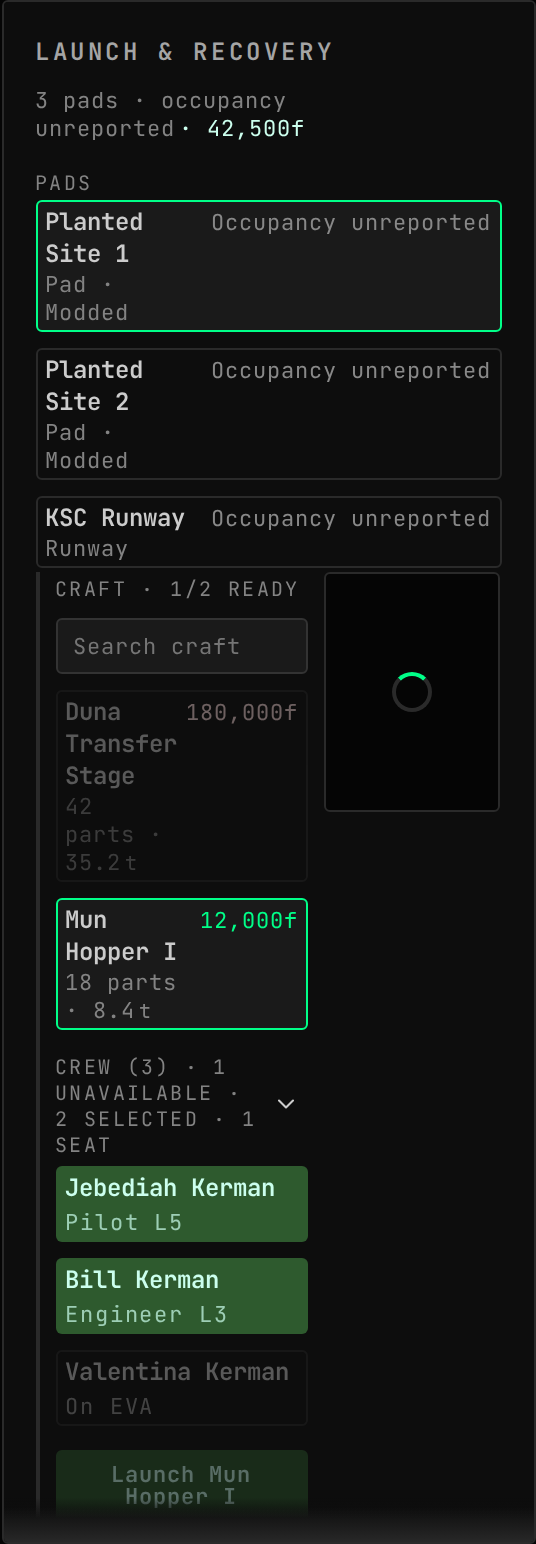 LAUNCH & RECOVERY
3 pads · occupancy
unreported · 42,500f
PADS
Planted Occupancy unreported
Site 1
Pad ·
Modded
Planted Occupancy unreported
Site 2
Pad ·
Modded
KSC Runway Occupancy unreported
Runway
CRAFT · 1/2 READY
Search craft
Duna 180,000f
Transfer
Stage
42
parts ·
35.2t
Mun 12,000f
Hopper I
18 parts
· 8.4t
CREW (3) · 1
UNAVAILABLE ·
2 SELECTED · 1
SEAT
Jebediah Kerman
Pilot L5
Bill Kerman
Engineer L3
Valentina Kerman
On EVA
Launch Mun
Hopper I